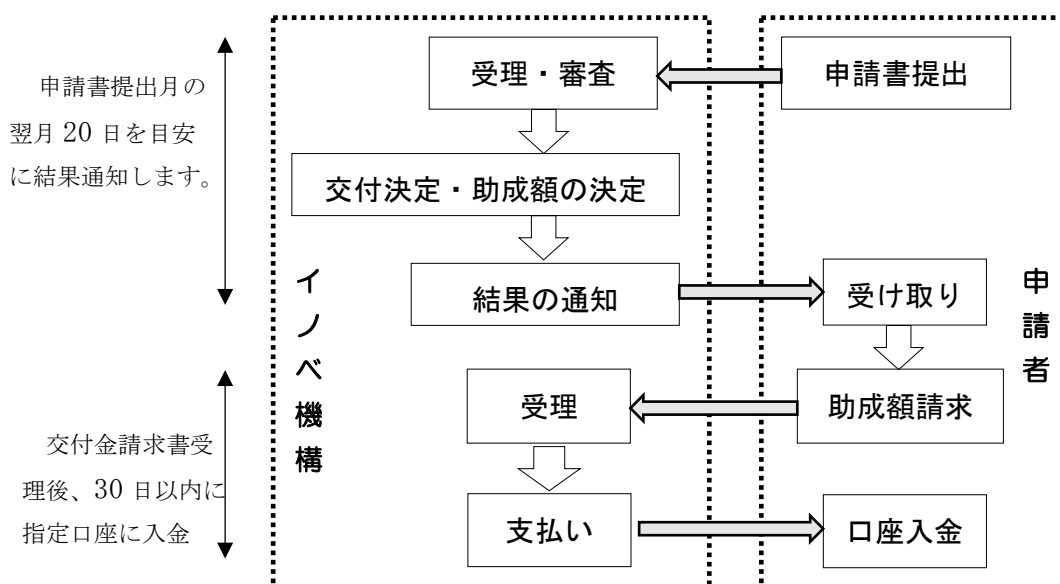 申請書提出月の
翌月 20 日を目安
に結果通知します。
受理・審査
申請書提出
交付決定・助成額の決定
結果の通知
受け取り
イノベ機構
申請者
受理
助成額請求
交付金請求書受
理後、30 日以内に
指定口座に入金
支払い
口座入金